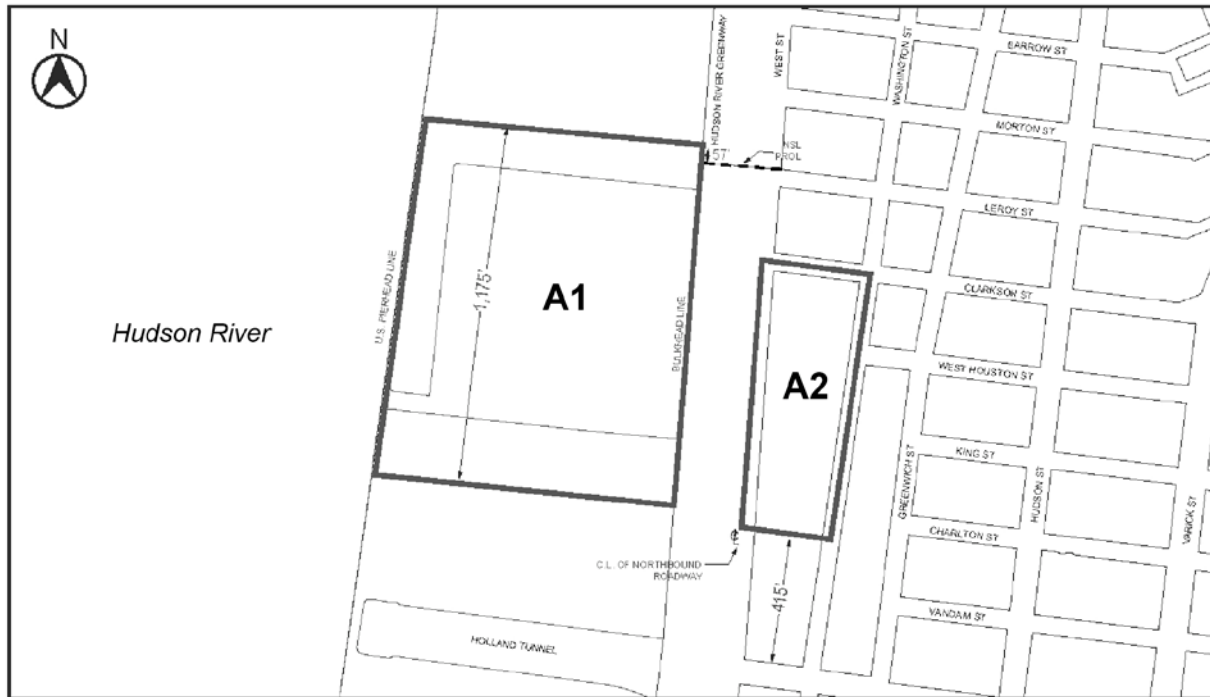 N
HUDSON RIVER GREENWAY
WEST ST
WASHINGTON ST
BARROW ST
MORTON ST
NSL
PROL
57'
LEROY ST
U.S. PIERHEAD LINE
1,175'
A1
BULKHEAD LINE
Hudson River
CLARKSON ST
WEST HOUSTON ST
A2
KING ST
GREENWICH ST
HUDSON ST
VARICK ST
CHARLTON ST
C.L. OF NORTHBOUND
ROADWAY
415'
VANDAM ST
HOLLAND TUNNEL